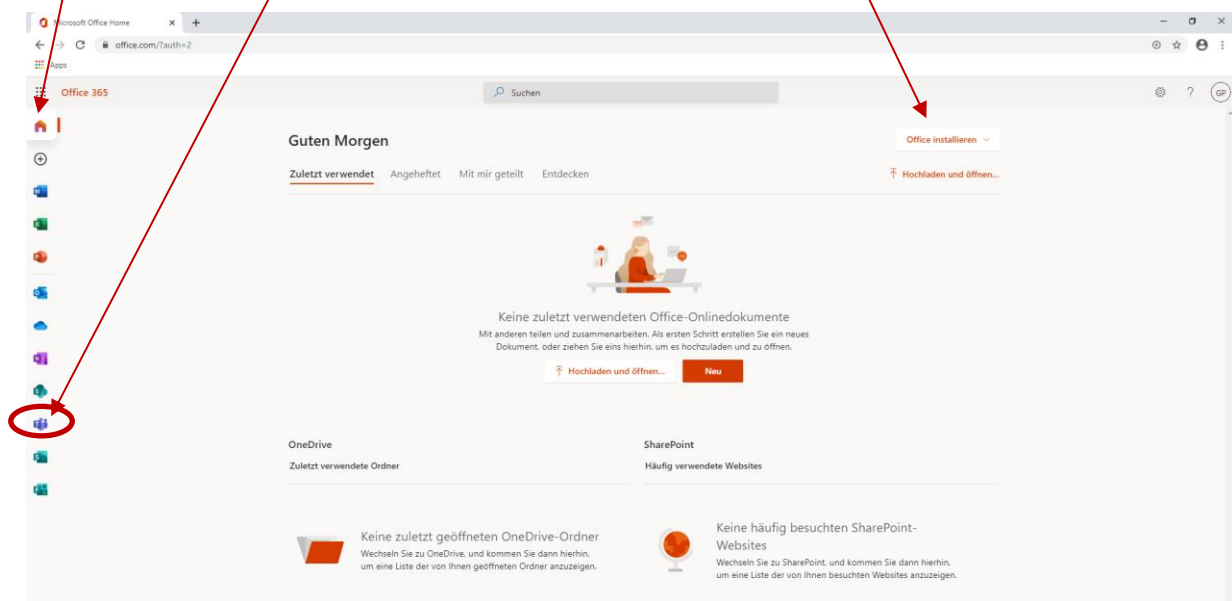 Microsoft Office Home
office.com/?auth=2
Apps
Office 365
Suchen
GP
Guten Morgen
Office installieren
Zuletzt verwendet Angeheftet Mit mir geteilt Entdecken
Hochladen und öffnen...
Keine zuletzt verwendeten Office-Onlinedokumente
Mit anderen teilen und zusammenarbeiten. Als ersten Schritt erstellen Sie ein neues
Dokument, oder ziehen Sie eins hierhin, um es hochzuladen und zu öffnen.
Hochladen und öffnen... Neu
OneDrive
Zuletzt verwendete Ordner
SharePoint
Häufig verwendete Websites
Keine zuletzt geöffneten OneDrive-Ordner
Wechseln Sie zu OneDrive, und kommen Sie dann hierhin,
um eine Liste der von Ihnen geöffneten Ordner anzuzeigen.
Keine häufig besuchten SharePoint-
Websites
Wechseln Sie zu SharePoint, und kommen Sie dann hierhin,
um eine Liste der von Ihnen besuchten Websites anzuzeigen.